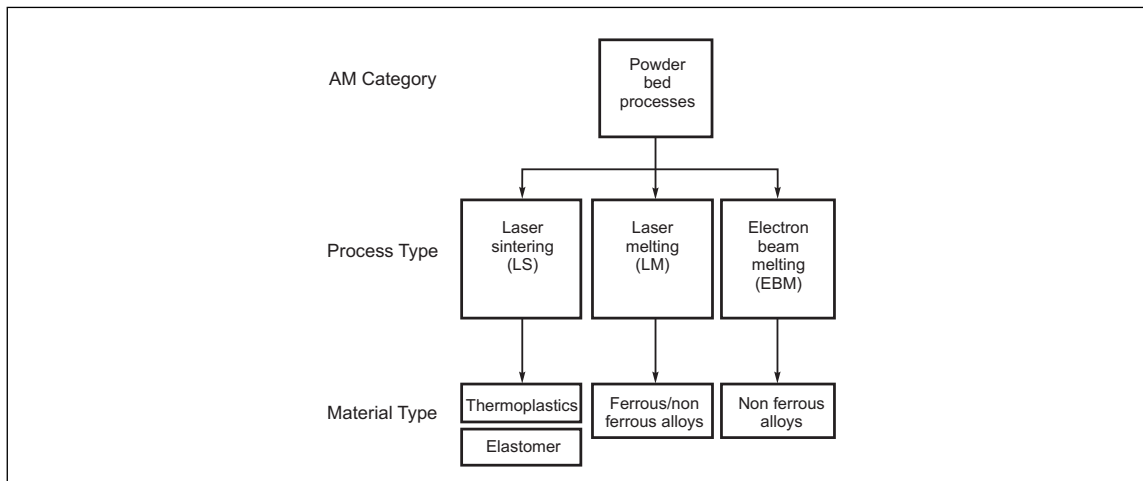 AM Category
Powder
bed
processes
Process Type
Laser
sintering
(LS)
Laser
melting
(LM)
Electron
beam
melting
(EBM)
Material Type
Thermoplastics
Elastomer
Ferrous/non
ferrous alloys
Non ferrous
alloys